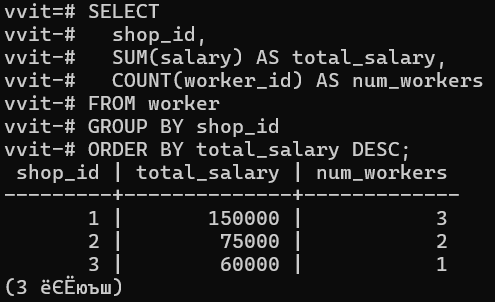 vvit=# SELECT
vvit-#   shop_id,
vvit-#   SUM(salary) AS total_salary,
vvit-#   COUNT(worker_id) AS num_workers
vvit-# FROM worker
vvit-# GROUP BY shop_id
vvit-# ORDER BY total_salary DESC;
 shop_id | total_salary | num_workers
---------+--------------+-------------
       1 |       150000 |           3
       2 |        75000 |           2
       3 |        60000 |           1
(3 ёЄЁюъш)